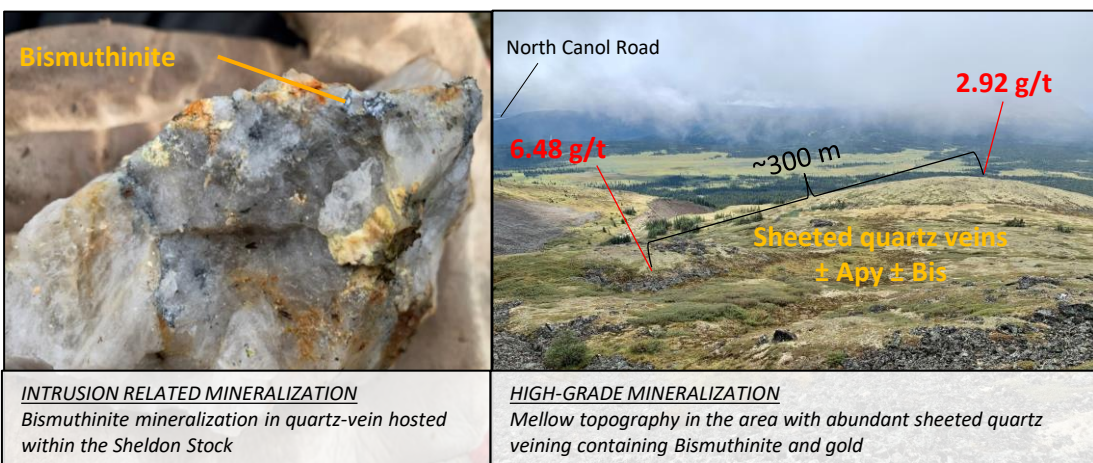 Bismuthinite
North Canol Road
2.92 g/t
6.48 g/t
~300 m
Sheeted quartz veins
± Apy ± Bis
INTRUSION RELATED MINERALIZATION
Bismuthinite mineralization in quartz-vein hosted
within the Sheldon Stock
HIGH-GRADE MINERALIZATION
Mellow topography in the area with abundant sheeted quartz
veining containing Bismuthinite and gold